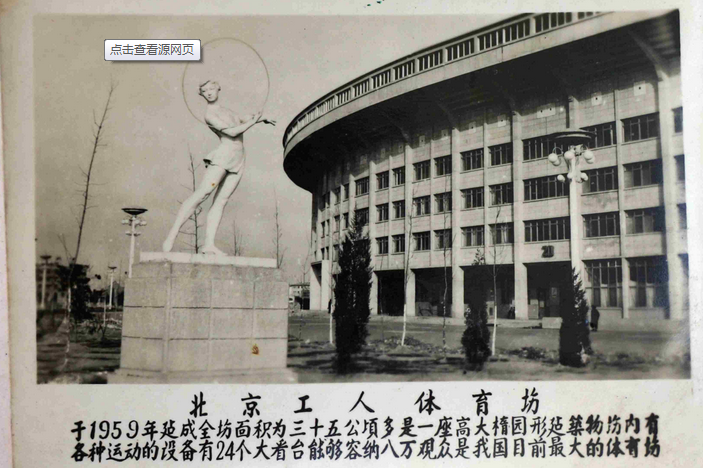 点击查看源网页
北京工人体育场
于1959年建成全场面积为三十五公頃多是一座高大椭园形建築物场内有
各种运动的设备有24个大看台能够容纳八万观众是我国目前最大的体育场